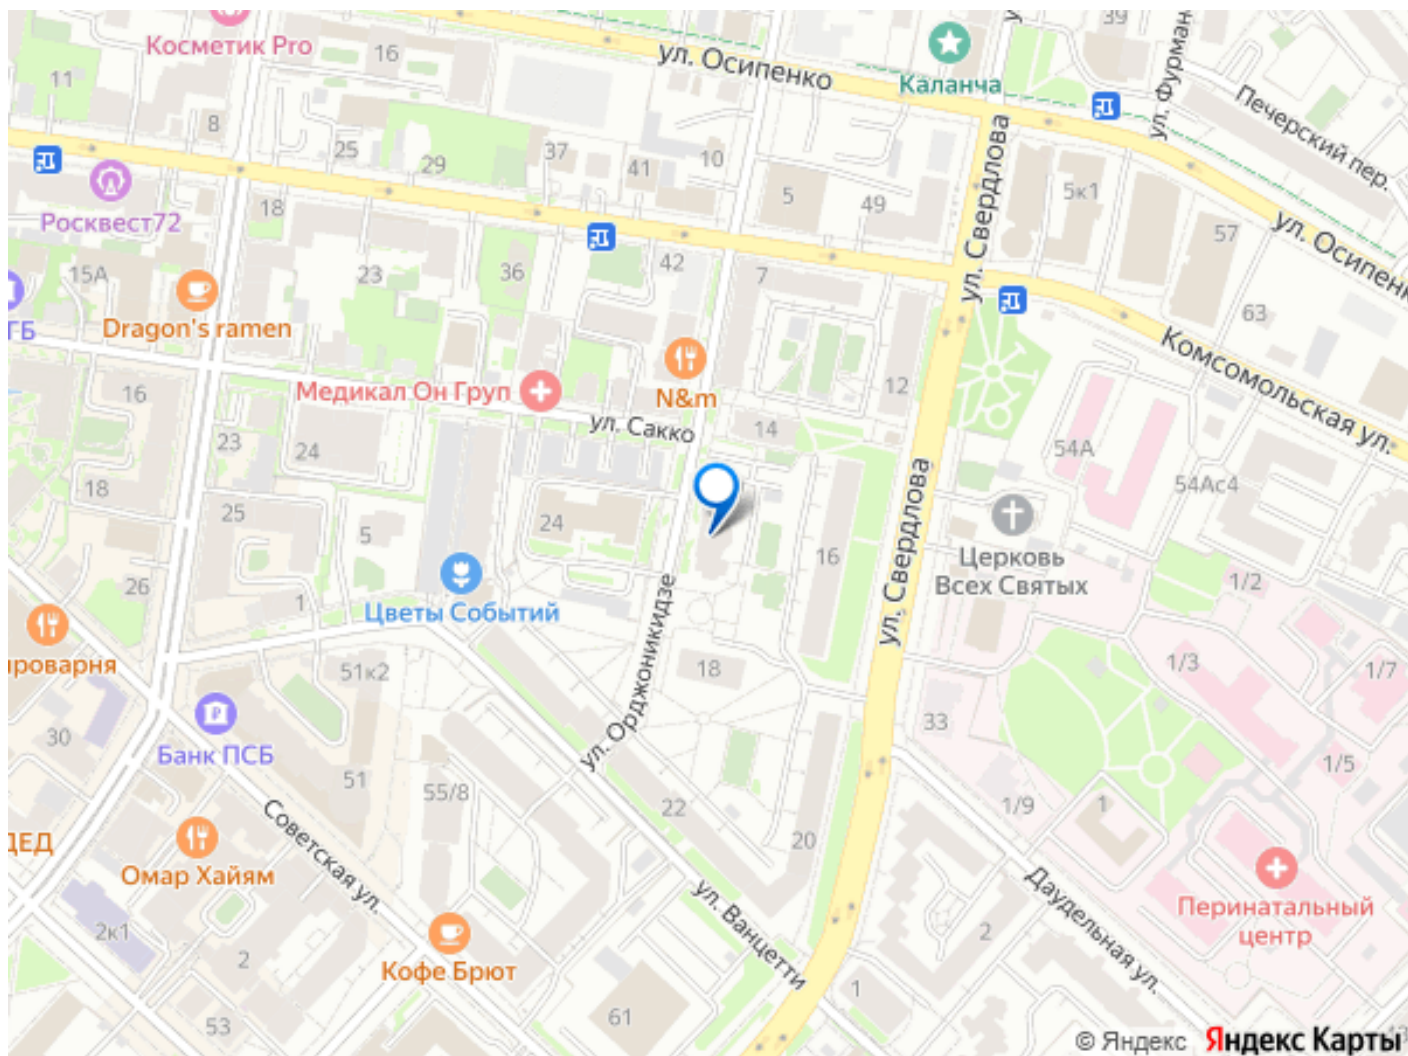 Косметик Pro
16
ул. Осипенко
Каланча
39
ул. Фурман
Печерский пер.
11
8
25
29
37
41
10
5
49
5к1
57
ул. Осипенк
Росквест72
18
15А
23
36
42
7
ул. Свердлова
63
ГБ
Dragon's ramen
Комсомольская ул.
16
Медикал Он Груп
N&m
12
ул. Сакко
14
23
24
54А
54Ас4
18
25
5
24
16
ул. Свердлова
Церковь
Всех Святых
1/2
26
1
Цветы Событий
ул. Орджоникидзе
18
1/3
1/7
ироварня
51к2
30
Банк ПСБ
51
55/8
33
1/5
22
20
1/9
1
ДЕД
Омар Хайям
Советская ул.
ул. Ванцетти
Даудельная ул.
Перинатальный
центр
2к1
2
Кофе Брют
2
53
61
1
© Яндекс Яндекс Карты